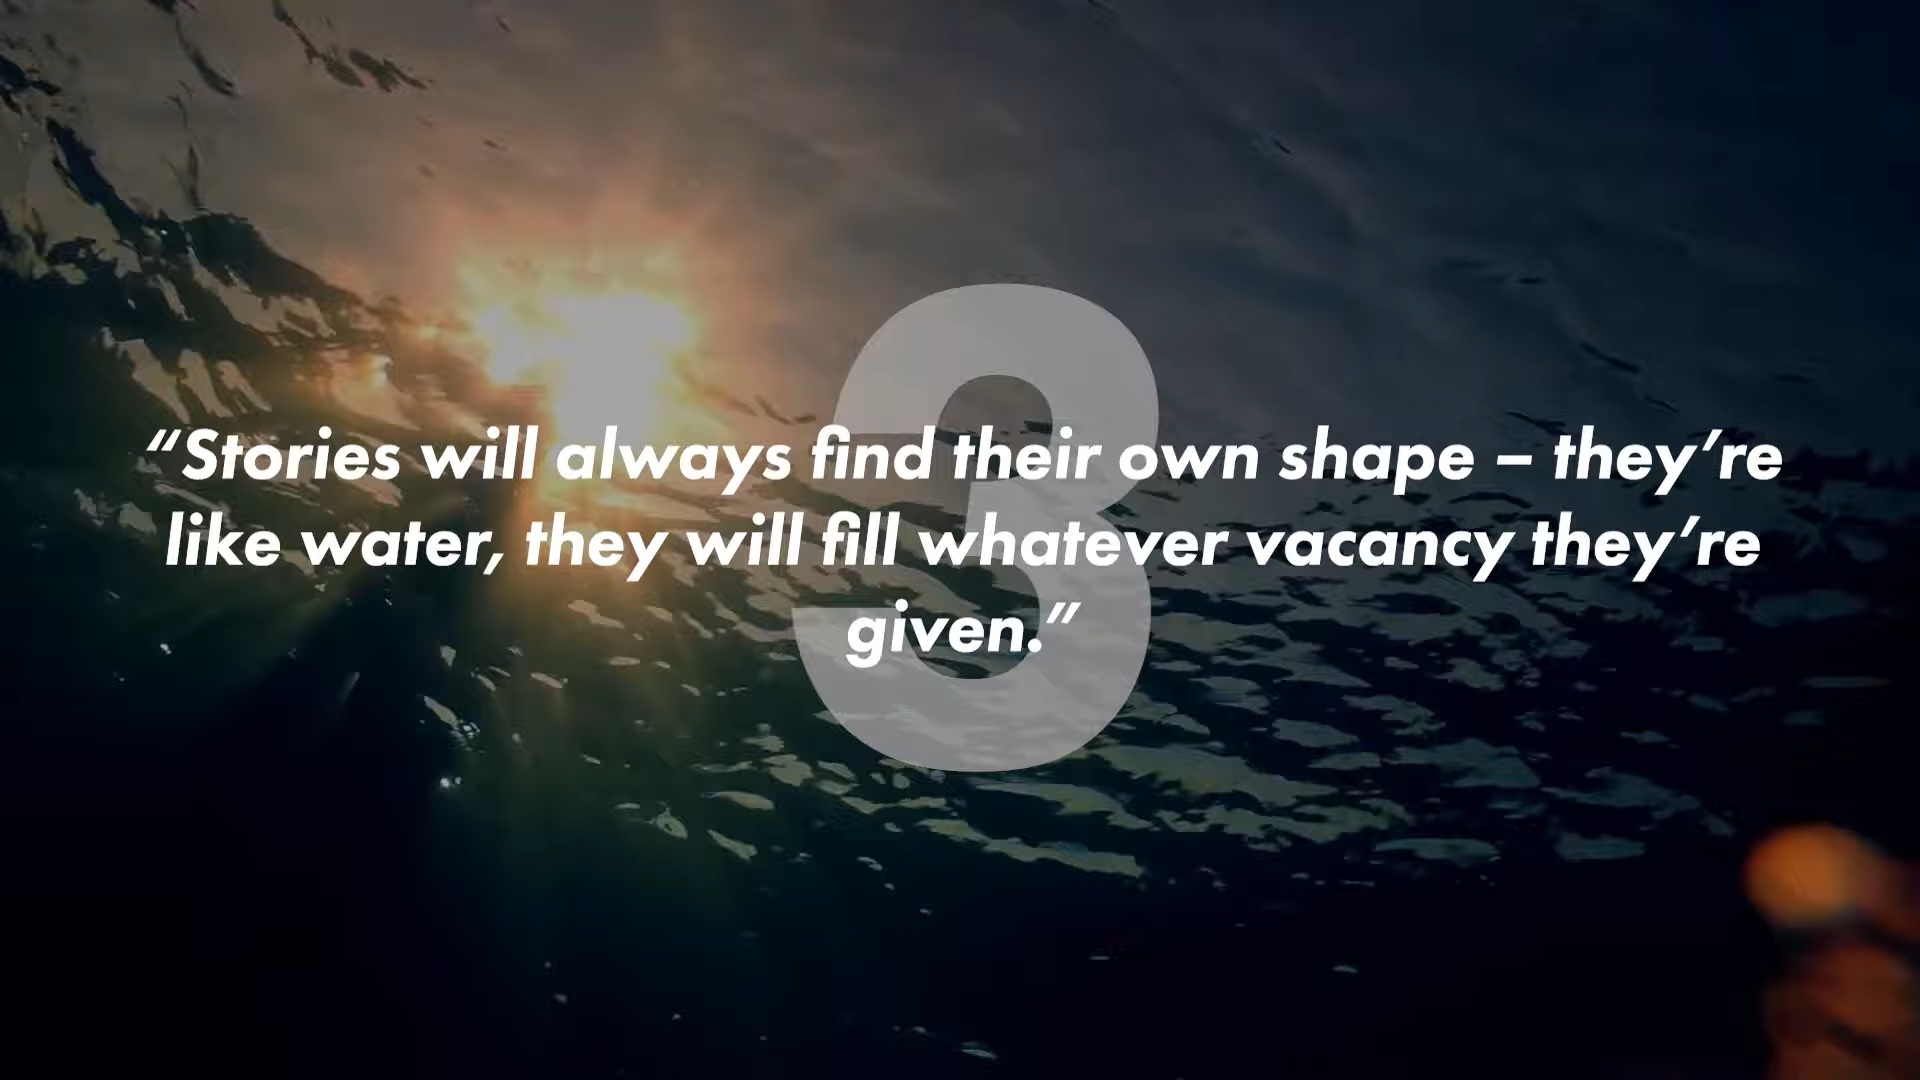 3
“Stories will always find their own shape – they’re
like water, they will fill whatever vacancy they’re
given.”